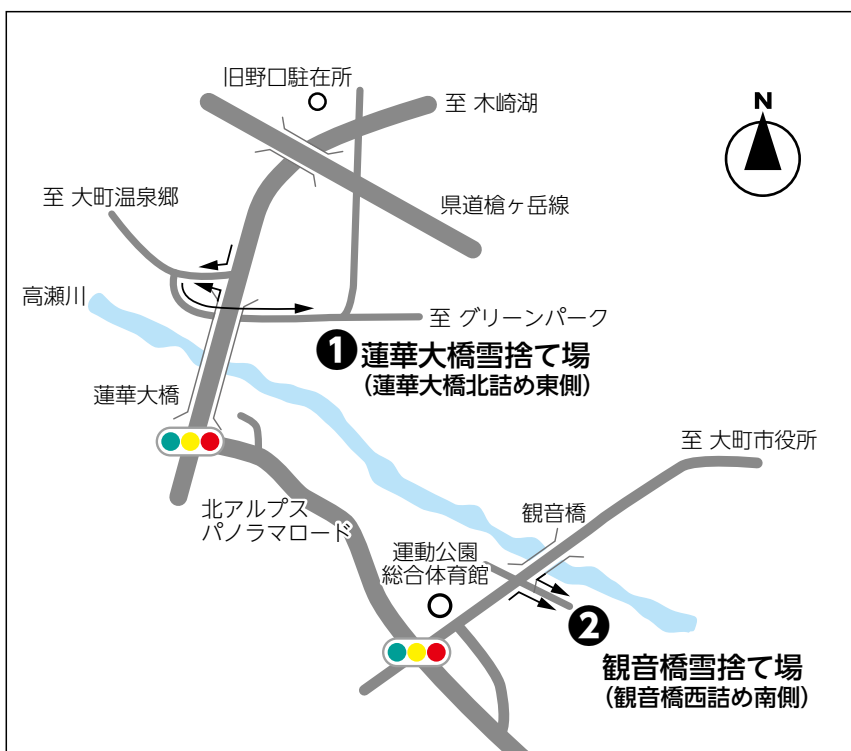 旧野口駐在所
至 木崎湖
N
至 大町温泉郷
県道槍ヶ岳線
高瀬川
至 グリーンパーク
❶蓮華大橋雪捨て場
(蓮華大橋北詰め東側)
蓮華大橋
至 大町市役所
北アルプス
パノラマロード
観音橋
運動公園
総合体育館
❷
観音橋雪捨て場
(観音橋西詰め南側)